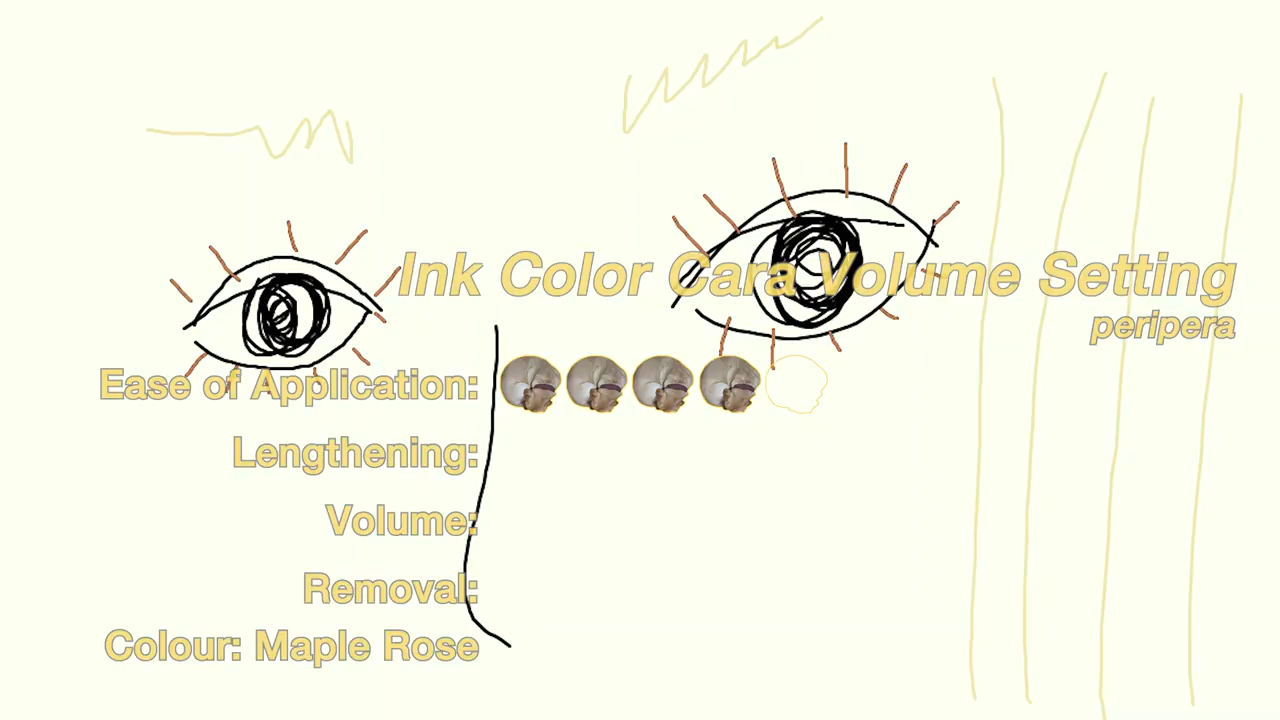 Ink Color Cara Volume Setting
peripera
Ease of Application:
Lengthening:
Volume:
Removal:
Colour: Maple Rose